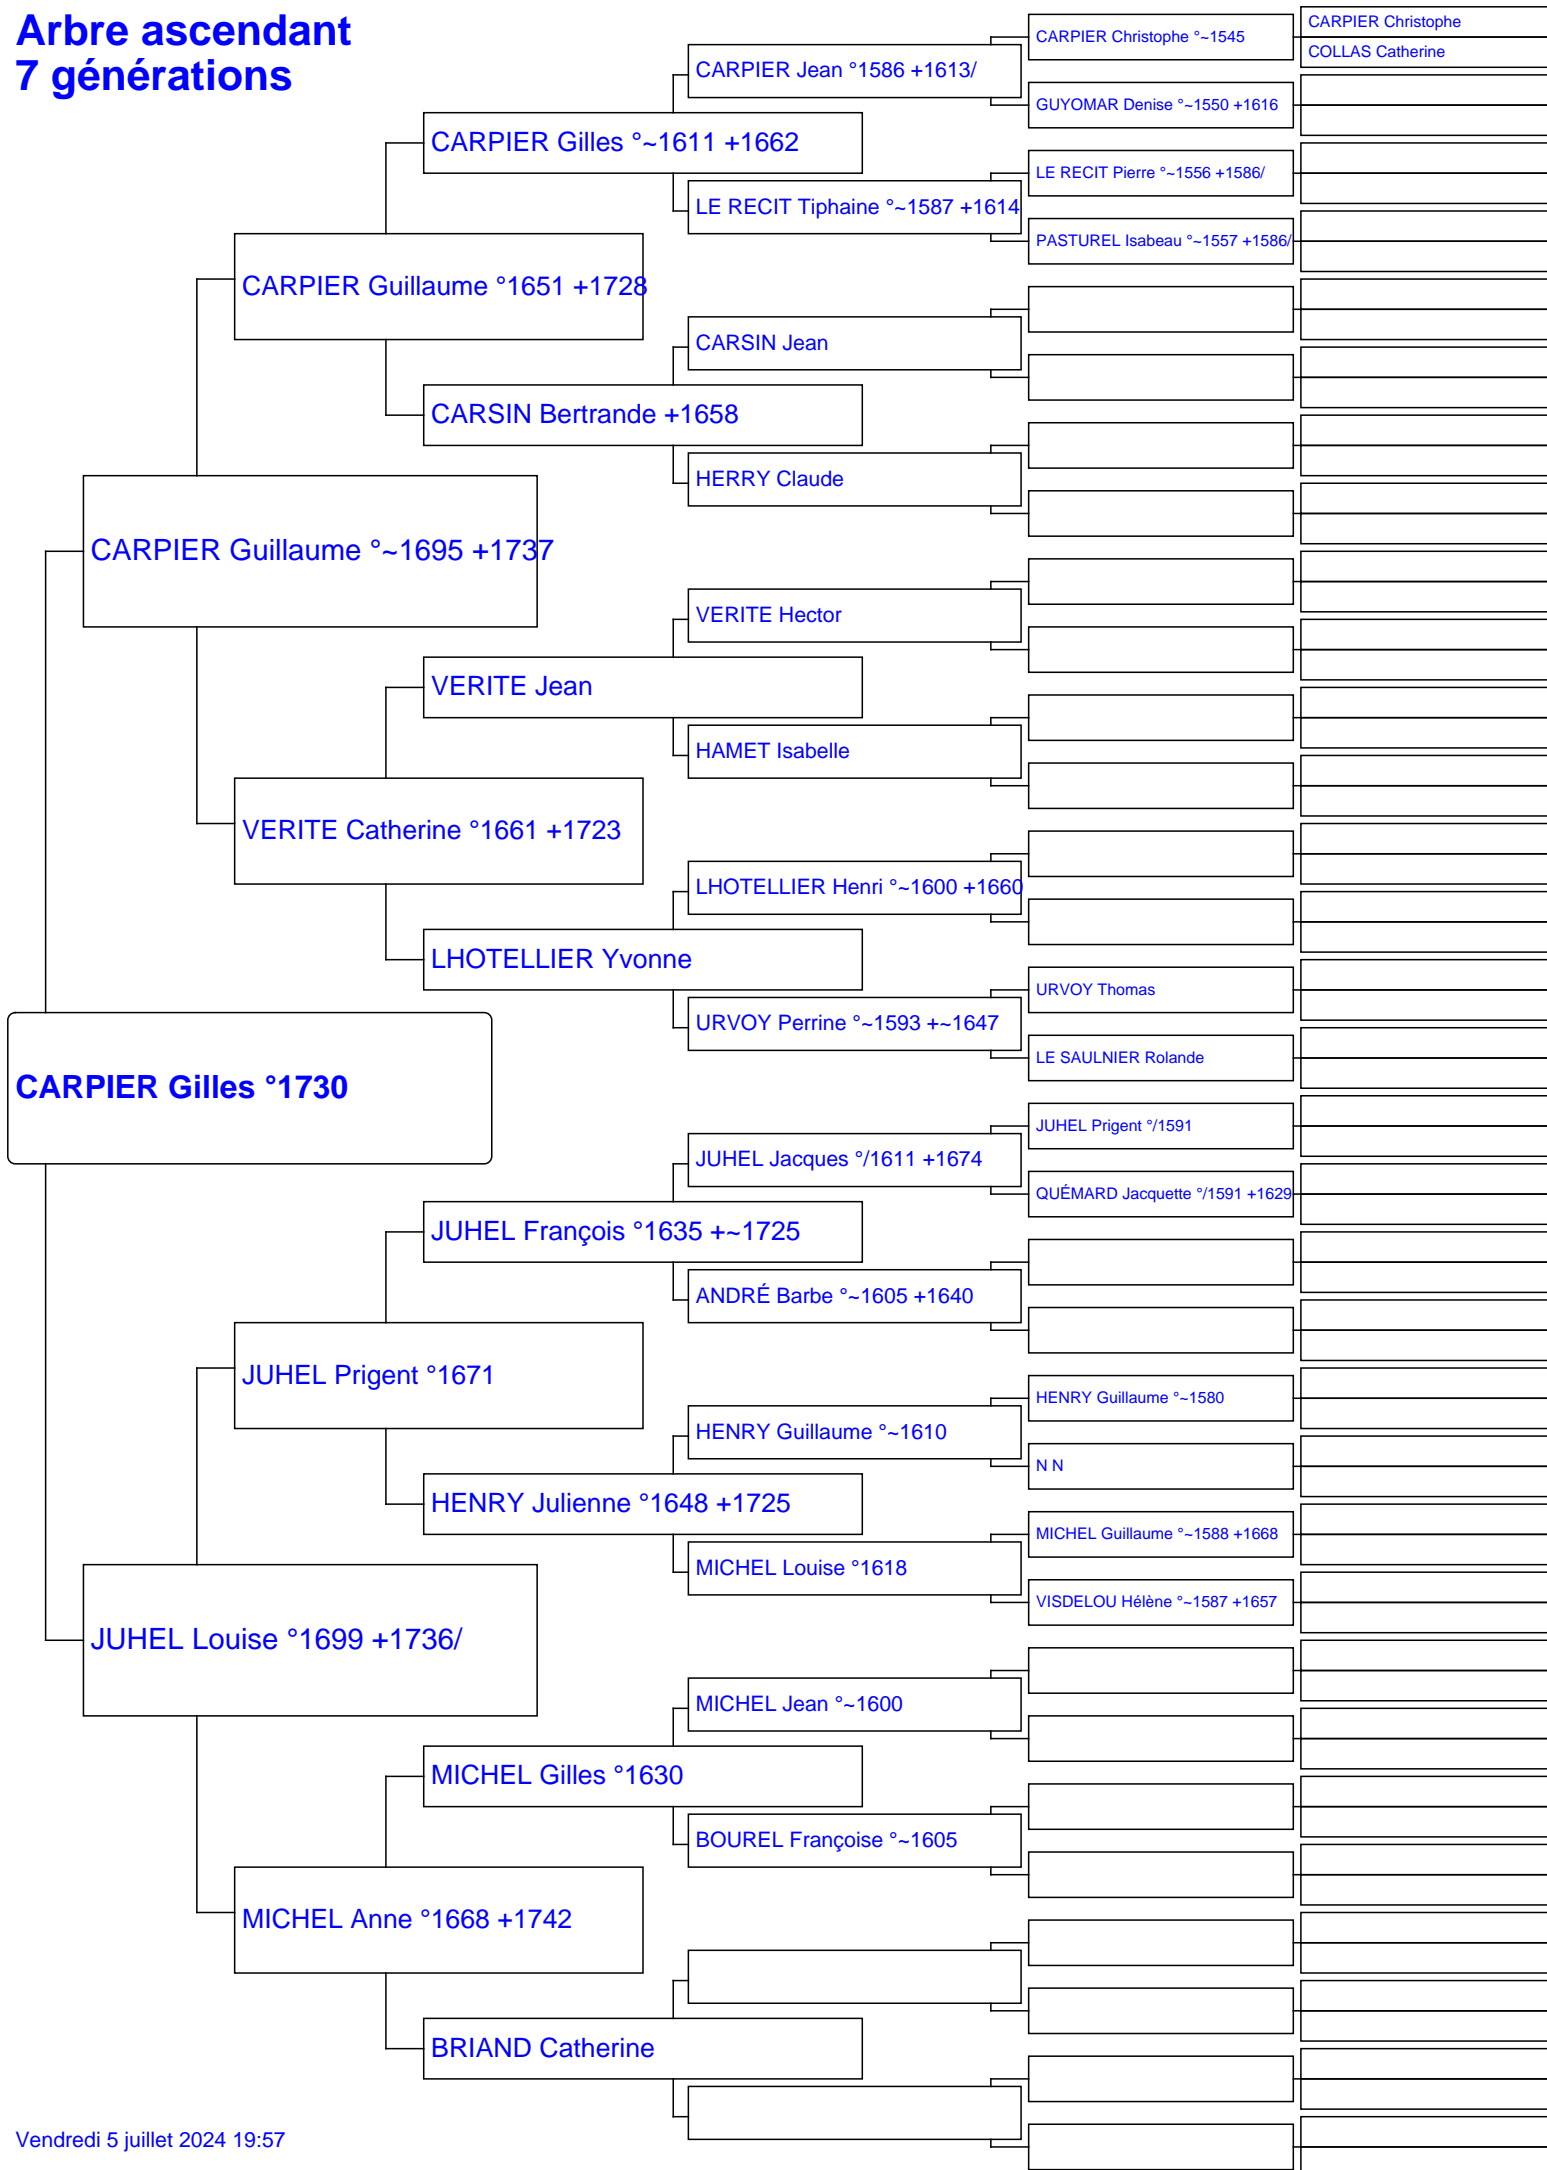 Arbre ascendant
7 générations
CARPIER Christophe
COLLAS Catherine
CARPIER Christophe °~1545
CARPIER Jean °1586 +1613/
GUYOMAR Denise °~1550 +1616
CARPIER Gilles °~1611 +1662
LE RECIT Pierre °~1556 +1586/
LE RECIT Tiphaine °~1587 +1614
PASTUREL Isabeau °~1557 +1586/
CARPIER Guillaume °1651 +1728
CARSIN Jean
CARSIN Bertrande +1658
HERRY Claude
CARPIER Guillaume °~1695 +1737
VERITE Hector
VERITE Jean
HAMET Isabelle
VERITE Catherine °1661 +1723
LHOTELLIER Henri °~1600 +1660
LHOTELLIER Yvonne
URVOY Thomas
URVOY Perrine °~1593 +~1647
LE SAULNIER Rolande
CARPIER Gilles °1730
JUHEL Prigent °/1591
JUHEL Jacques °/1611 +1674
QUÉMARD Jacquette °/1591 +1629
JUHEL François °1635 +~1725
ANDRÉ Barbe °~1605 +1640
JUHEL Prigent °1671
HENRY Guillaume °~1580
HENRY Guillaume °~1610
N N
HENRY Julienne °1648 +1725
MICHEL Guillaume °~1588 +1668
MICHEL Louise °1618
VISDELOU Hélène °~1587 +1657
JUHEL Louise °1699 +1736/
MICHEL Jean °~1600
MICHEL Gilles °1630
BOUREL Françoise °~1605
MICHEL Anne °1668 +1742
BRIAND Catherine
Vendredi 5 juillet 2024 19:57